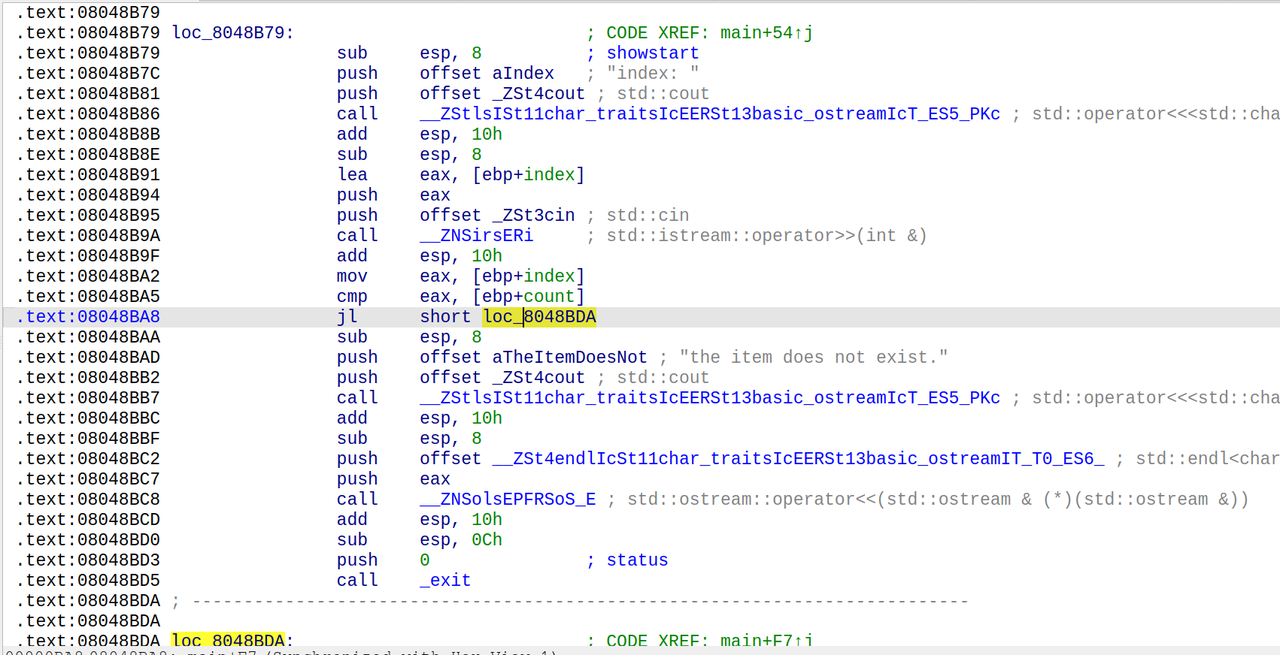 .text:08048B79
.text:08048B79 loc_8048B79: ; CODE XREF: main+54↑j
.text:08048B79 sub esp, 8 ; showstart
.text:08048B7C push offset aIndex ; "index: "
.text:08048B81 push offset _ZSt4cout ; std::cout
.text:08048B86 call __ZStlsISt11char_traitsIcEERSt13basic_ostreamIcT_ES5_PKc ; std::operator<<<std::cha
.text:08048B8B add esp, 10h
.text:08048B8E sub esp, 8
.text:08048B91 lea eax, [ebp+index]
.text:08048B94 push eax
.text:08048B95 push offset _ZSt3cin ; std::cin
.text:08048B9A call __ZNSirsERi ; std::istream::operator>>(int &)
.text:08048B9F add esp, 10h
.text:08048BA2 mov eax, [ebp+index]
.text:08048BA5 cmp eax, [ebp+count]
.text:08048BA8 jl short loc_8048BDA
.text:08048BAA sub esp, 8
.text:08048BAD push offset aTheItemDoesNot ; "the item does not exist."
.text:08048BB2 push offset _ZSt4cout ; std::cout
.text:08048BB7 call __ZStlsISt11char_traitsIcEERSt13basic_ostreamIcT_ES5_PKc ; std::operator<<<std::cha
.text:08048BBC add esp, 10h
.text:08048BBF sub esp, 8
.text:08048BC2 push offset __ZSt4endlIcSt11char_traitsIcEERSt13basic_ostreamIT_T0_ES6_ ; std::endl<char
.text:08048BC7 push eax
.text:08048BC8 call __ZNSolsEPFRSoS_E ; std::ostream::operator<<(std::ostream & (*)(std::ostream &))
.text:08048BCD add esp, 10h
.text:08048BD0 sub esp, 0Ch
.text:08048BD3 push 0 ; status
.text:08048BD5 call _exit
.text:08048BDA ; ---------------------------------------------------------------------------
.text:08048BDA
.text:08048BDA loc_8048BDA: ; CODE XREF: main+F7↑j